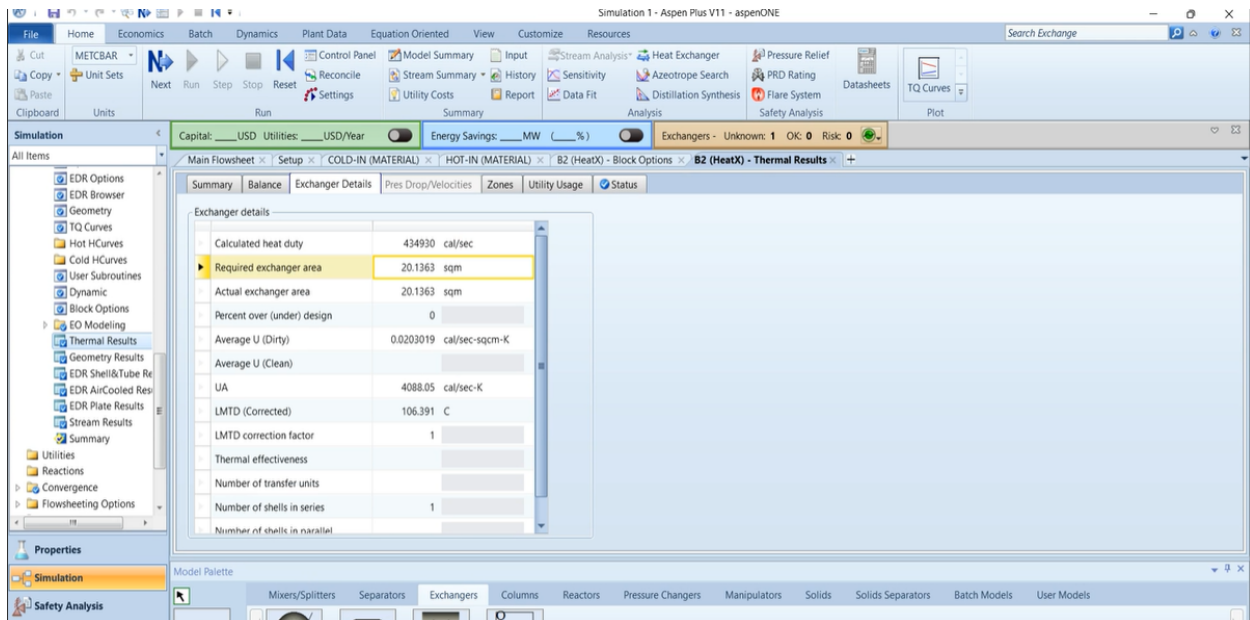 Simulation 1 - Aspen Plus V11 - aspenONE
File Home Economics Batch Dynamics Plant Data Equation Oriented View Customize Resources Search Exchange
Cut METCBAR Control Panel Model Summary Input Stream Analysis Heat Exchanger Pressure Relief
Copy Unit Sets Reconcile Stream Summary History Sensitivity Azeotrope Search PRD Rating
Paste Next Run Step Stop Reset Settings Utility Costs Report Data Fit Distillation Synthesis Flare System Datasheets TQ Curves
Clipboard Units Run Summary Analysis Safety Analysis Plot
Simulation < Capital: ____USD Utilities: ____USD/Year Energy Savings: ____MW (____%) Exchangers - Unknown: 1 OK: 0 Risk: 0
All Items Main Flowsheet × Setup × COLD-IN (MATERIAL) × HOT-IN (MATERIAL) × B2 (HeatX) - Block Options × B2 (HeatX) - Thermal Results × +
EDR Options
EDR Browser
Geometry
TQ Curves
Hot HCurves
Cold HCurves
User Subroutines
Dynamic
Block Options
EO Modeling
Thermal Results
Geometry Results
EDR Shell&Tube Re
EDR AirCooled Res
EDR Plate Results
Stream Results
Summary
Utilities
Reactions
Convergence
Flowsheeting Options
Properties
Simulation
Safety Analysis
Summary Balance Exchanger Details Pres Drop/Velocities Zones Utility Usage Status
Exchanger details
Calculated heat duty 434930 cal/sec
Required exchanger area 20.1363 sqm
Actual exchanger area 20.1363 sqm
Percent over (under) design 0
Average U (Dirty) 0.0203019 cal/sec-sqcm-K
Average U (Clean)
UA 4088.05 cal/sec-K
LMTD (Corrected) 106.391 C
LMTD correction factor 1
Thermal effectiveness
Number of transfer units
Number of shells in series 1
Number of shells in parallel
Model Palette
Mixers/Splitters Separators Exchangers Columns Reactors Pressure Changers Manipulators Solids Solids Separators Batch Models User Models